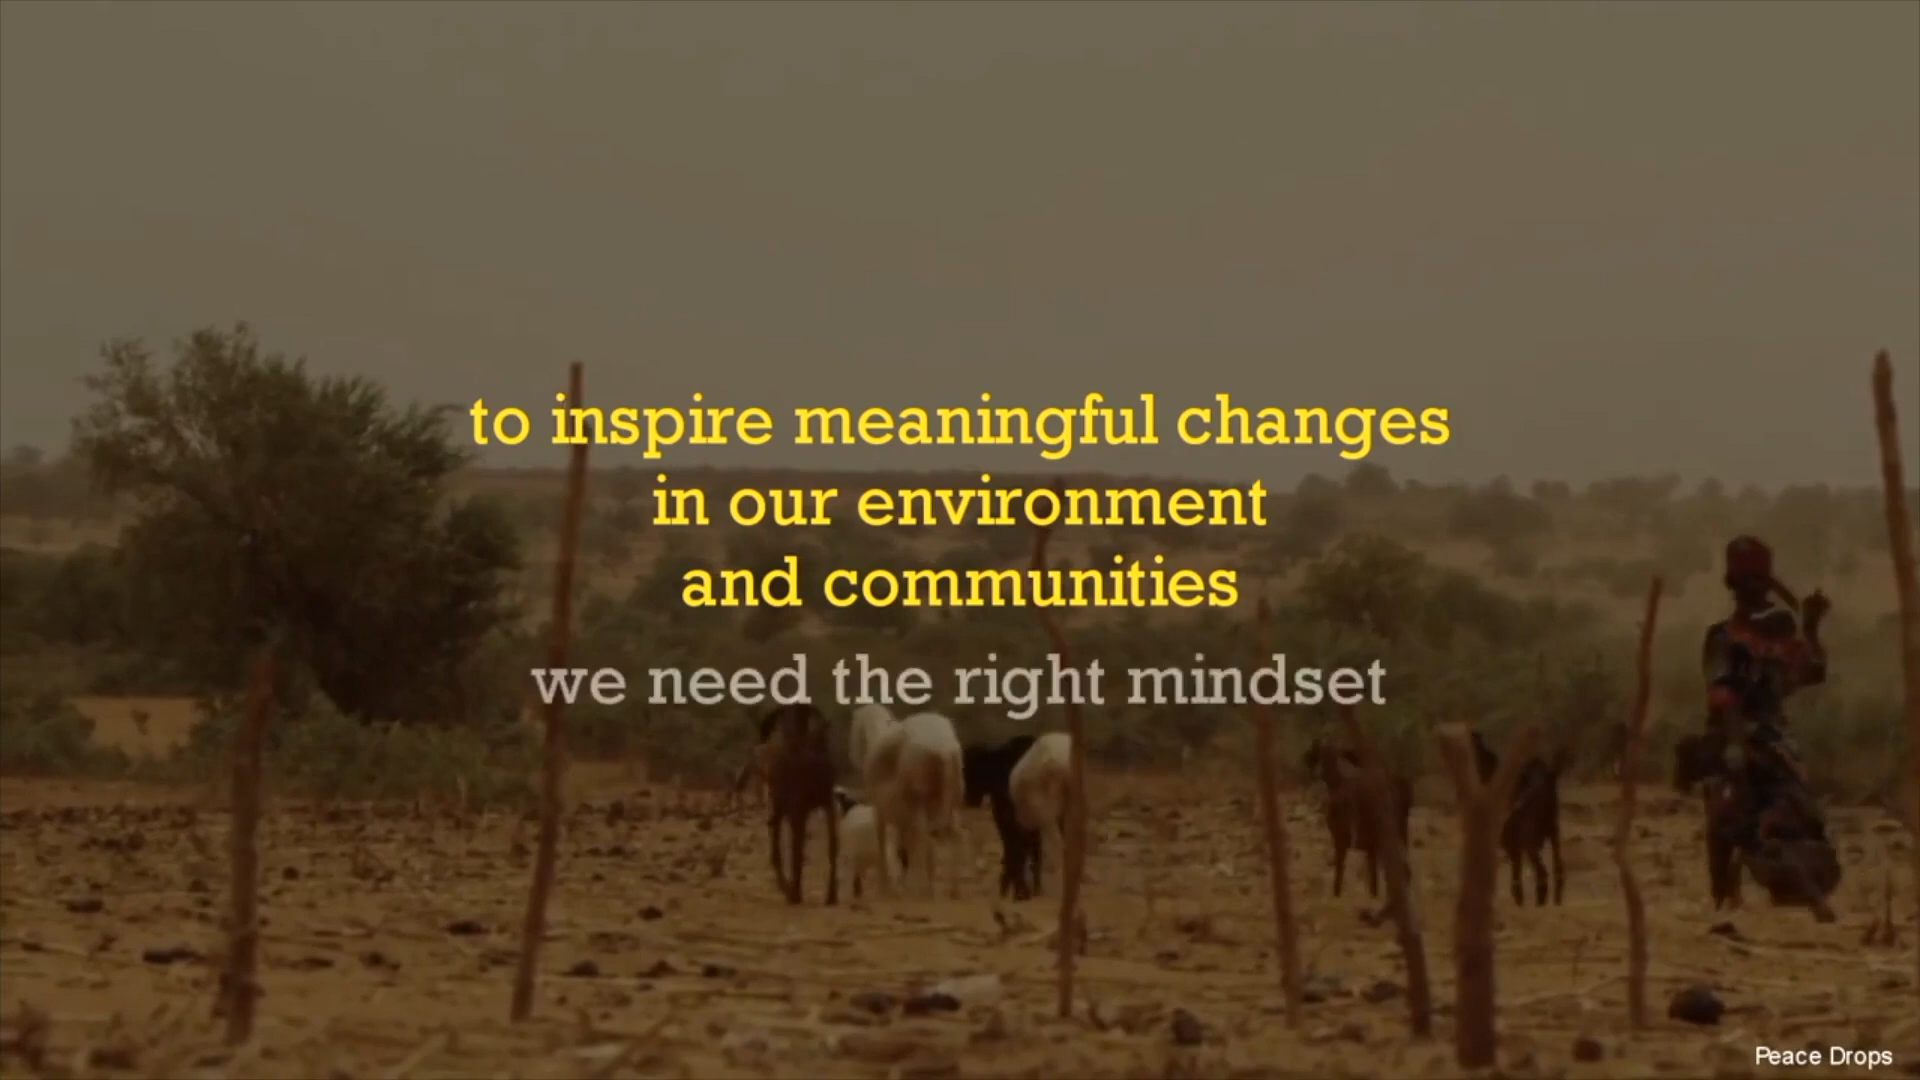 to inspire meaningful changes
in our environment
and communities
we need the right mindset
Peace Drops